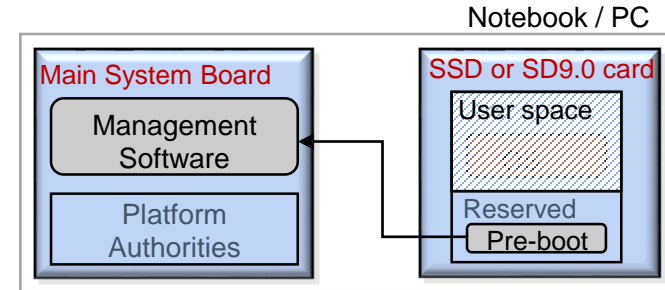 Notebook / PC
Main System Board
Management
Software
Platform
Authorities
SSD or SD9.0 card
User space
Reserved
Pre-boot